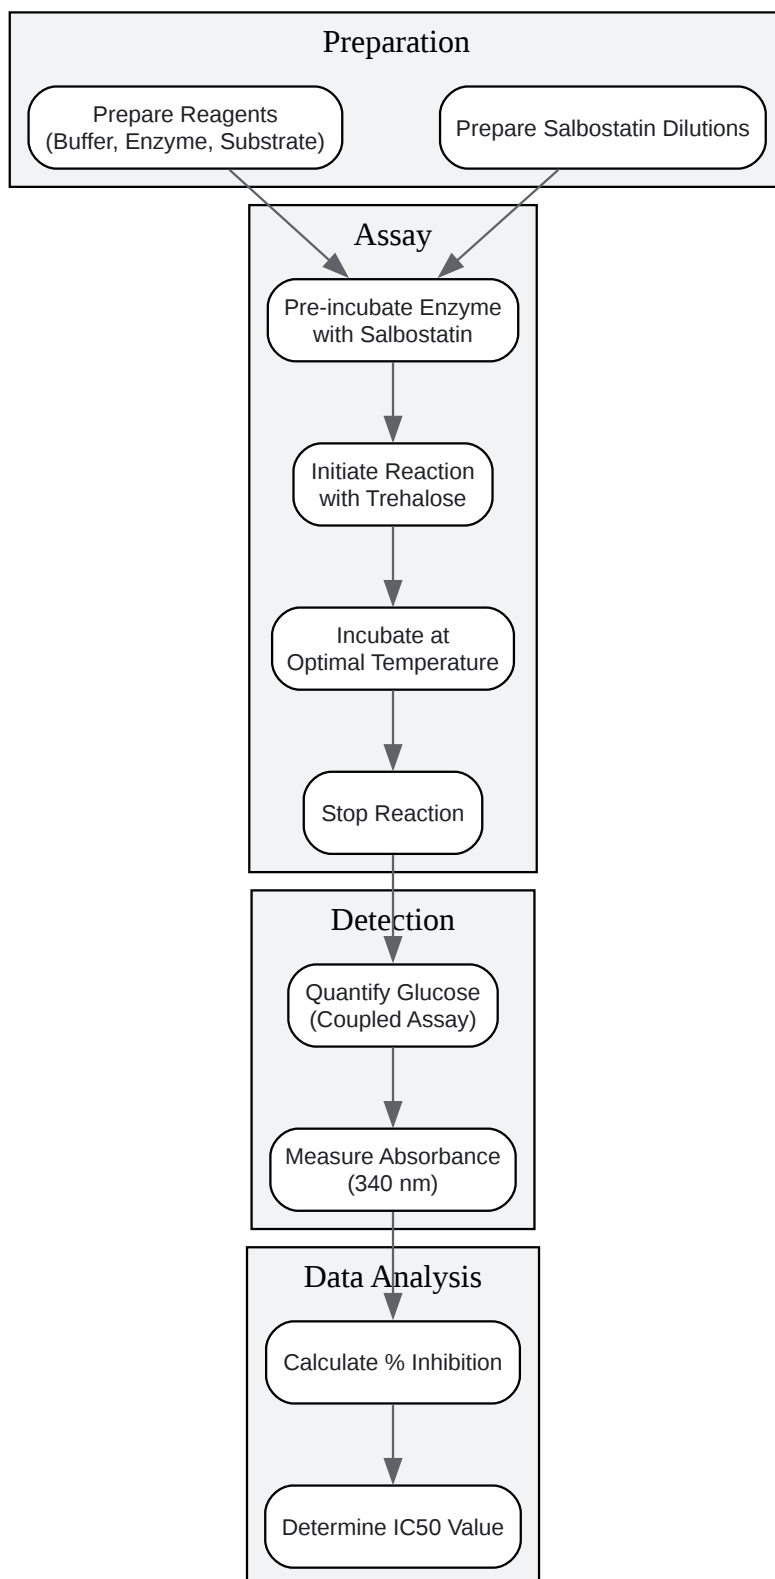 Preparation
Prepare Reagents
(Buffer, Enzyme, Substrate)
Prepare Salbostatin Dilutions
Assay
Pre-incubate Enzyme
with Salbostatin
Initiate Reaction
with Trehalose
Incubate at
Optimal Temperature
Stop Reaction
Detection
Quantify Glucose
(Coupled Assay)
Measure Absorbance
(340 nm)
Data Analysis
Calculate % Inhibition
Determine IC50 Value